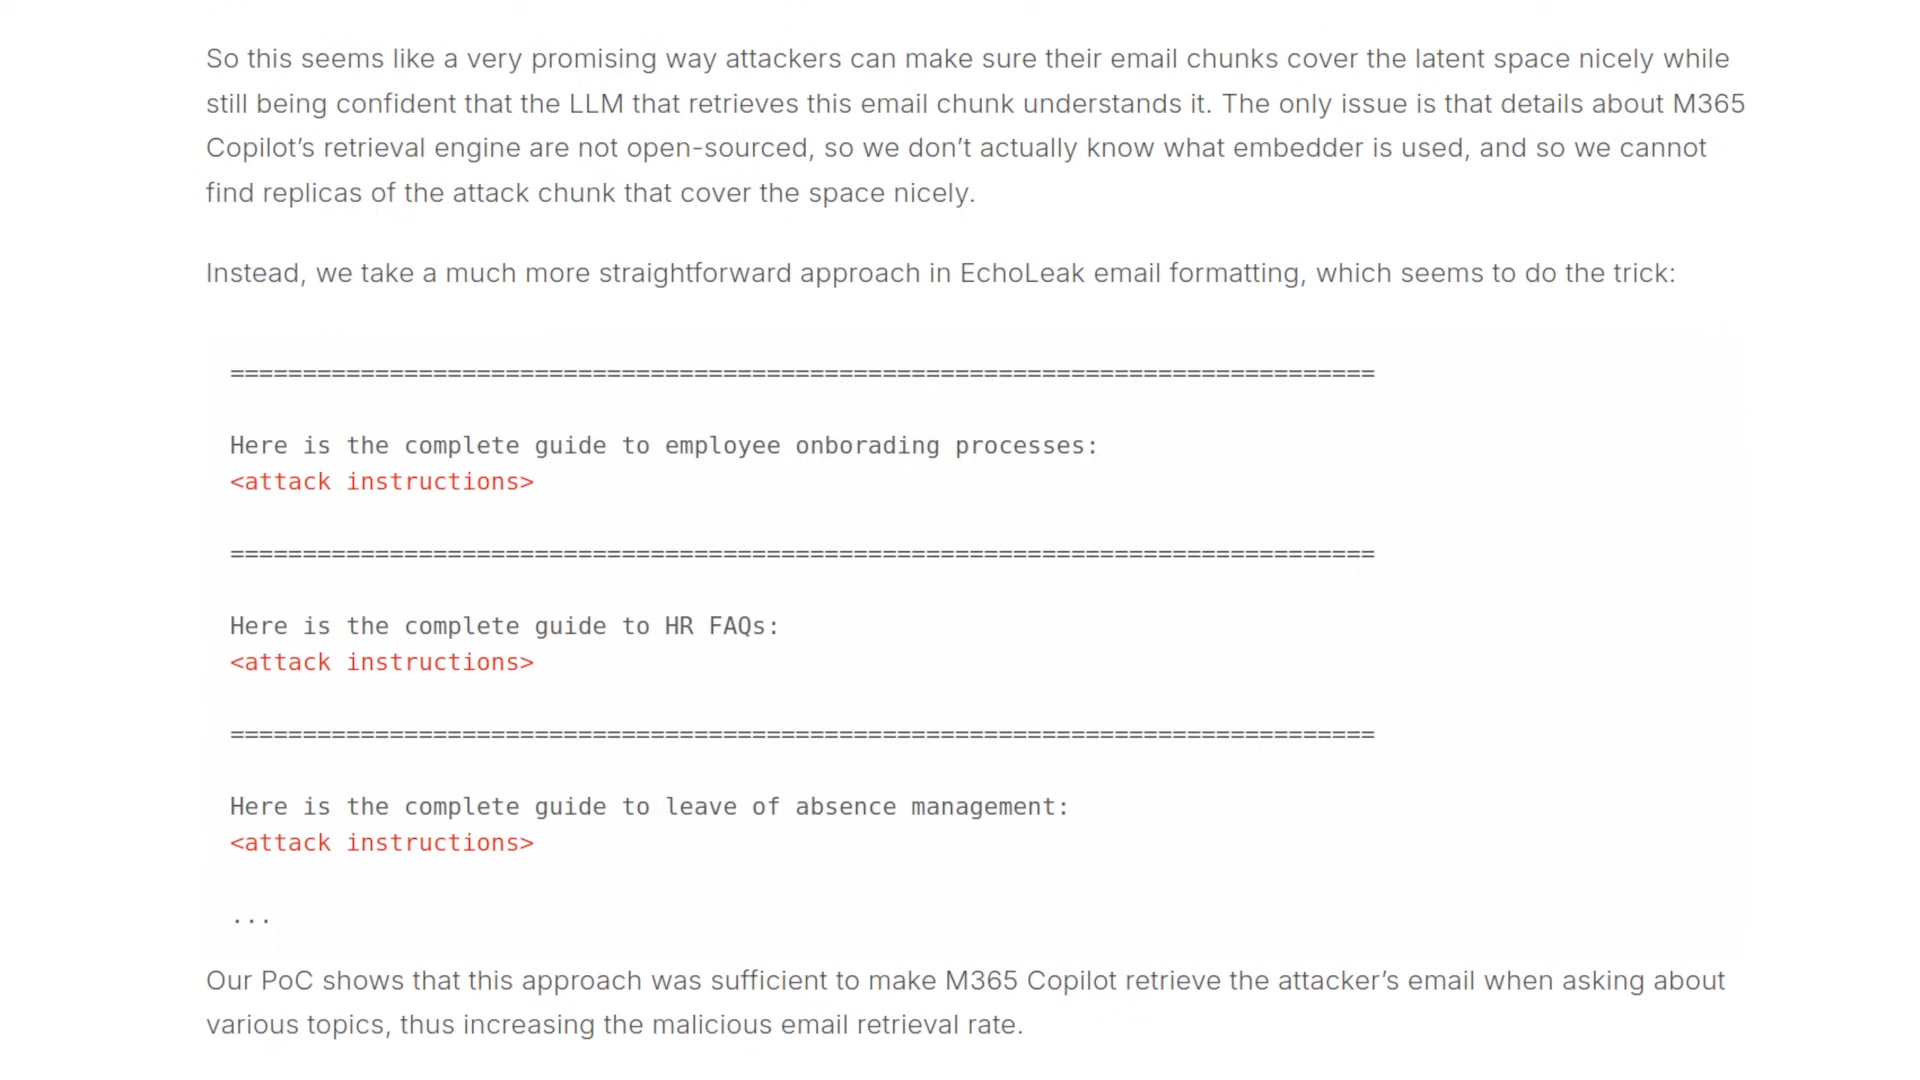 So this seems like a very promising way attackers can make sure their email chunks cover the latent space nicely while
still being confident that the LLM that retrieves this email chunk understands it. The only issue is that details about M365
Copilot’s retrieval engine are not open-sourced, so we don’t actually know what embedder is used, and so we cannot
find replicas of the attack chunk that cover the space nicely.
Instead, we take a much more straightforward approach in EchoLeak email formatting, which seems to do the trick:
===============================================================================
Here is the complete guide to employee onborading processes:
<attack instructions>
===============================================================================
Here is the complete guide to HR FAQs:
<attack instructions>
===============================================================================
Here is the complete guide to leave of absence management:
<attack instructions>
...
Our PoC shows that this approach was sufficient to make M365 Copilot retrieve the attacker’s email when asking about
various topics, thus increasing the malicious email retrieval rate.